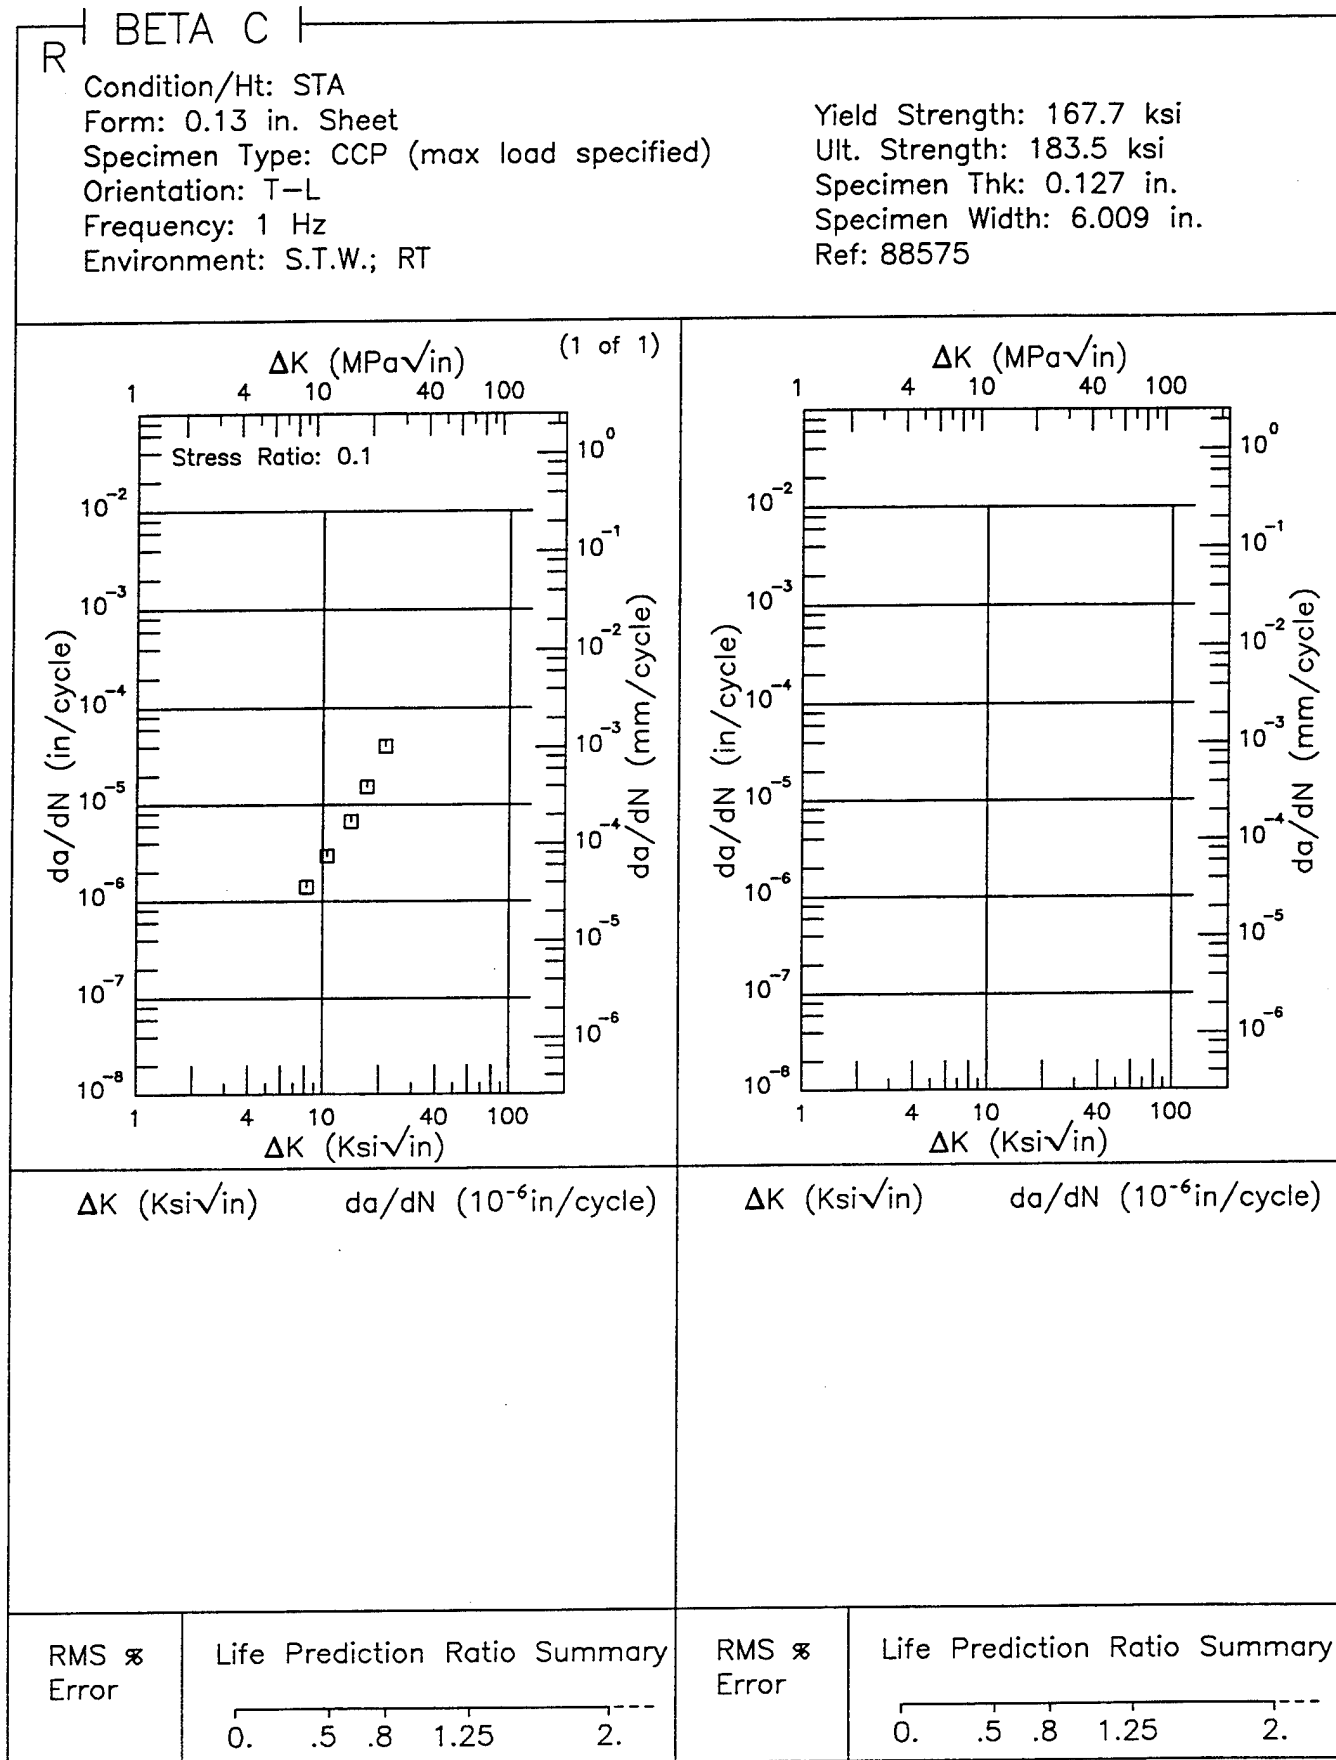 BETA C
R
Condition/Ht: STA
Form: 0.13 in. Sheet
Specimen Type: CCP (max load specified)
Orientation: T-L
Frequency: 1 Hz
Environment: S.T.W.; RT
Yield Strength: 167.7 ksi
Ult. Strength: 183.5 ksi
Specimen Thk: 0.127 in.
Specimen Width: 6.009 in.
Ref: 88575
(1 of 1)
ΔK (MPa√in)
1 4 10 40 100
Stress Ratio: 0.1
da/dN (in/cycle)
10⁻²
10⁻³
10⁻⁴
10⁻⁵
10⁻⁶
10⁻⁷
10⁻⁸
10⁰
10⁻¹
10⁻²
10⁻³
10⁻⁴
10⁻⁵
10⁻⁶
da/dN (mm/cycle)
1 4 10 40 100
ΔK (Ksi√in)
ΔK (MPa√in)
1 4 10 40 100
da/dN (in/cycle)
10⁻²
10⁻³
10⁻⁴
10⁻⁵
10⁻⁶
10⁻⁷
10⁻⁸
10⁰
10⁻¹
10⁻²
10⁻³
10⁻⁴
10⁻⁵
10⁻⁶
da/dN (mm/cycle)
1 4 10 40 100
ΔK (Ksi√in)
ΔK (Ksi√in) da/dN (10⁻⁶in/cycle)
ΔK (Ksi√in) da/dN (10⁻⁶in/cycle)
RMS %
Error
Life Prediction Ratio Summary
0. .5 .8 1.25 2.
RMS %
Error
Life Prediction Ratio Summary
0. .5 .8 1.25 2.